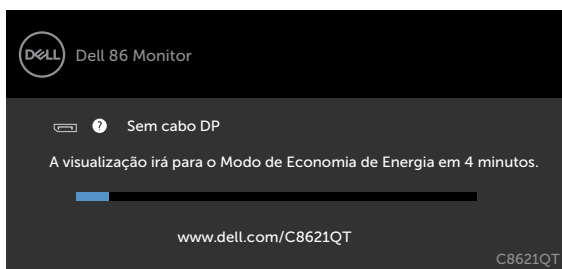 DELL Dell 86 Monitor
? Sem cabo DP
A visualização irá para o Modo de Economia de Energia em 4 minutos.
www.dell.com/C8621QT
C8621QT